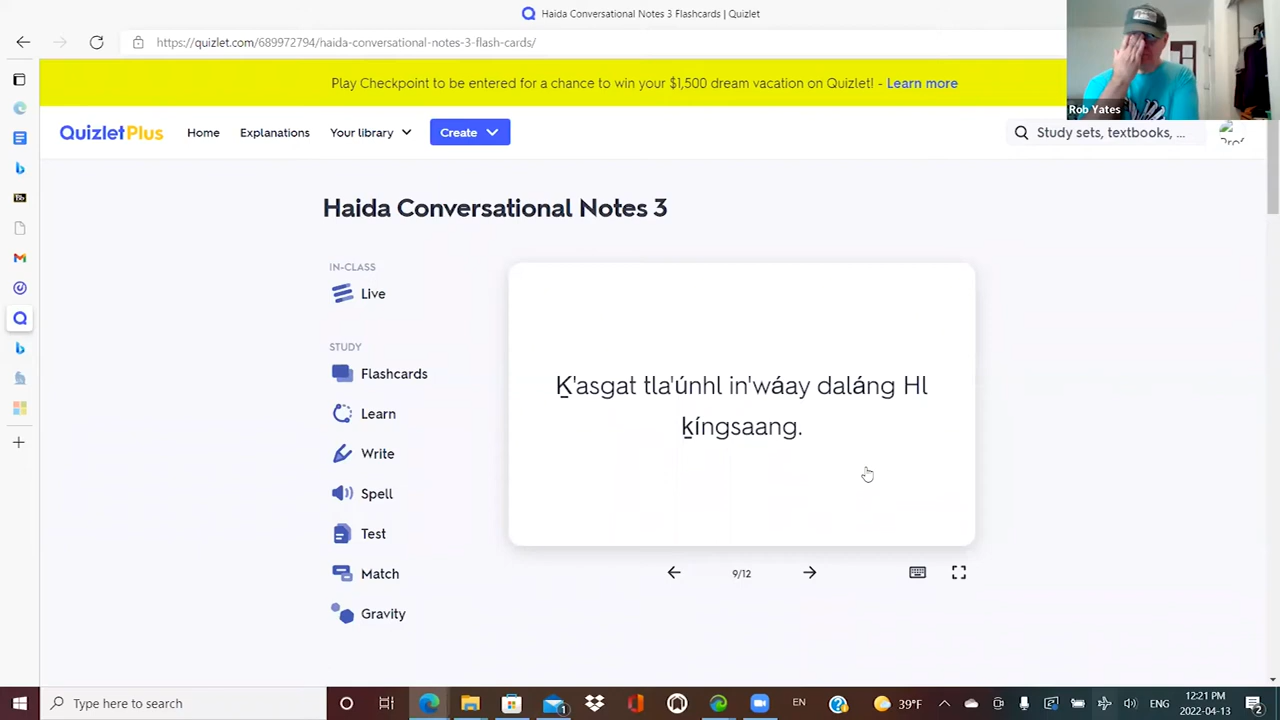 Haida Conversational Notes 3 Flashcards | Quizlet
https://quizlet.com/689972794/haida-conversational-notes-3-flash-cards/
Play Checkpoint to be entered for a chance to win your $1,500 dream vacation on Quizlet! - Learn more
Rob Yates
QuizletPlus Home Explanations Your library Create Study sets, textbooks, ...
Haida Conversational Notes 3
IN-CLASS
Live
STUDY
Flashcards
Learn
Write
Spell
Test
Match
Gravity
Ḵ'asgat tla'únhl in'wáay daláng Hl
ḵíngsaang.
9/12
Type here to search
EN
39°F
ENG
12:21 PM
2022-04-13